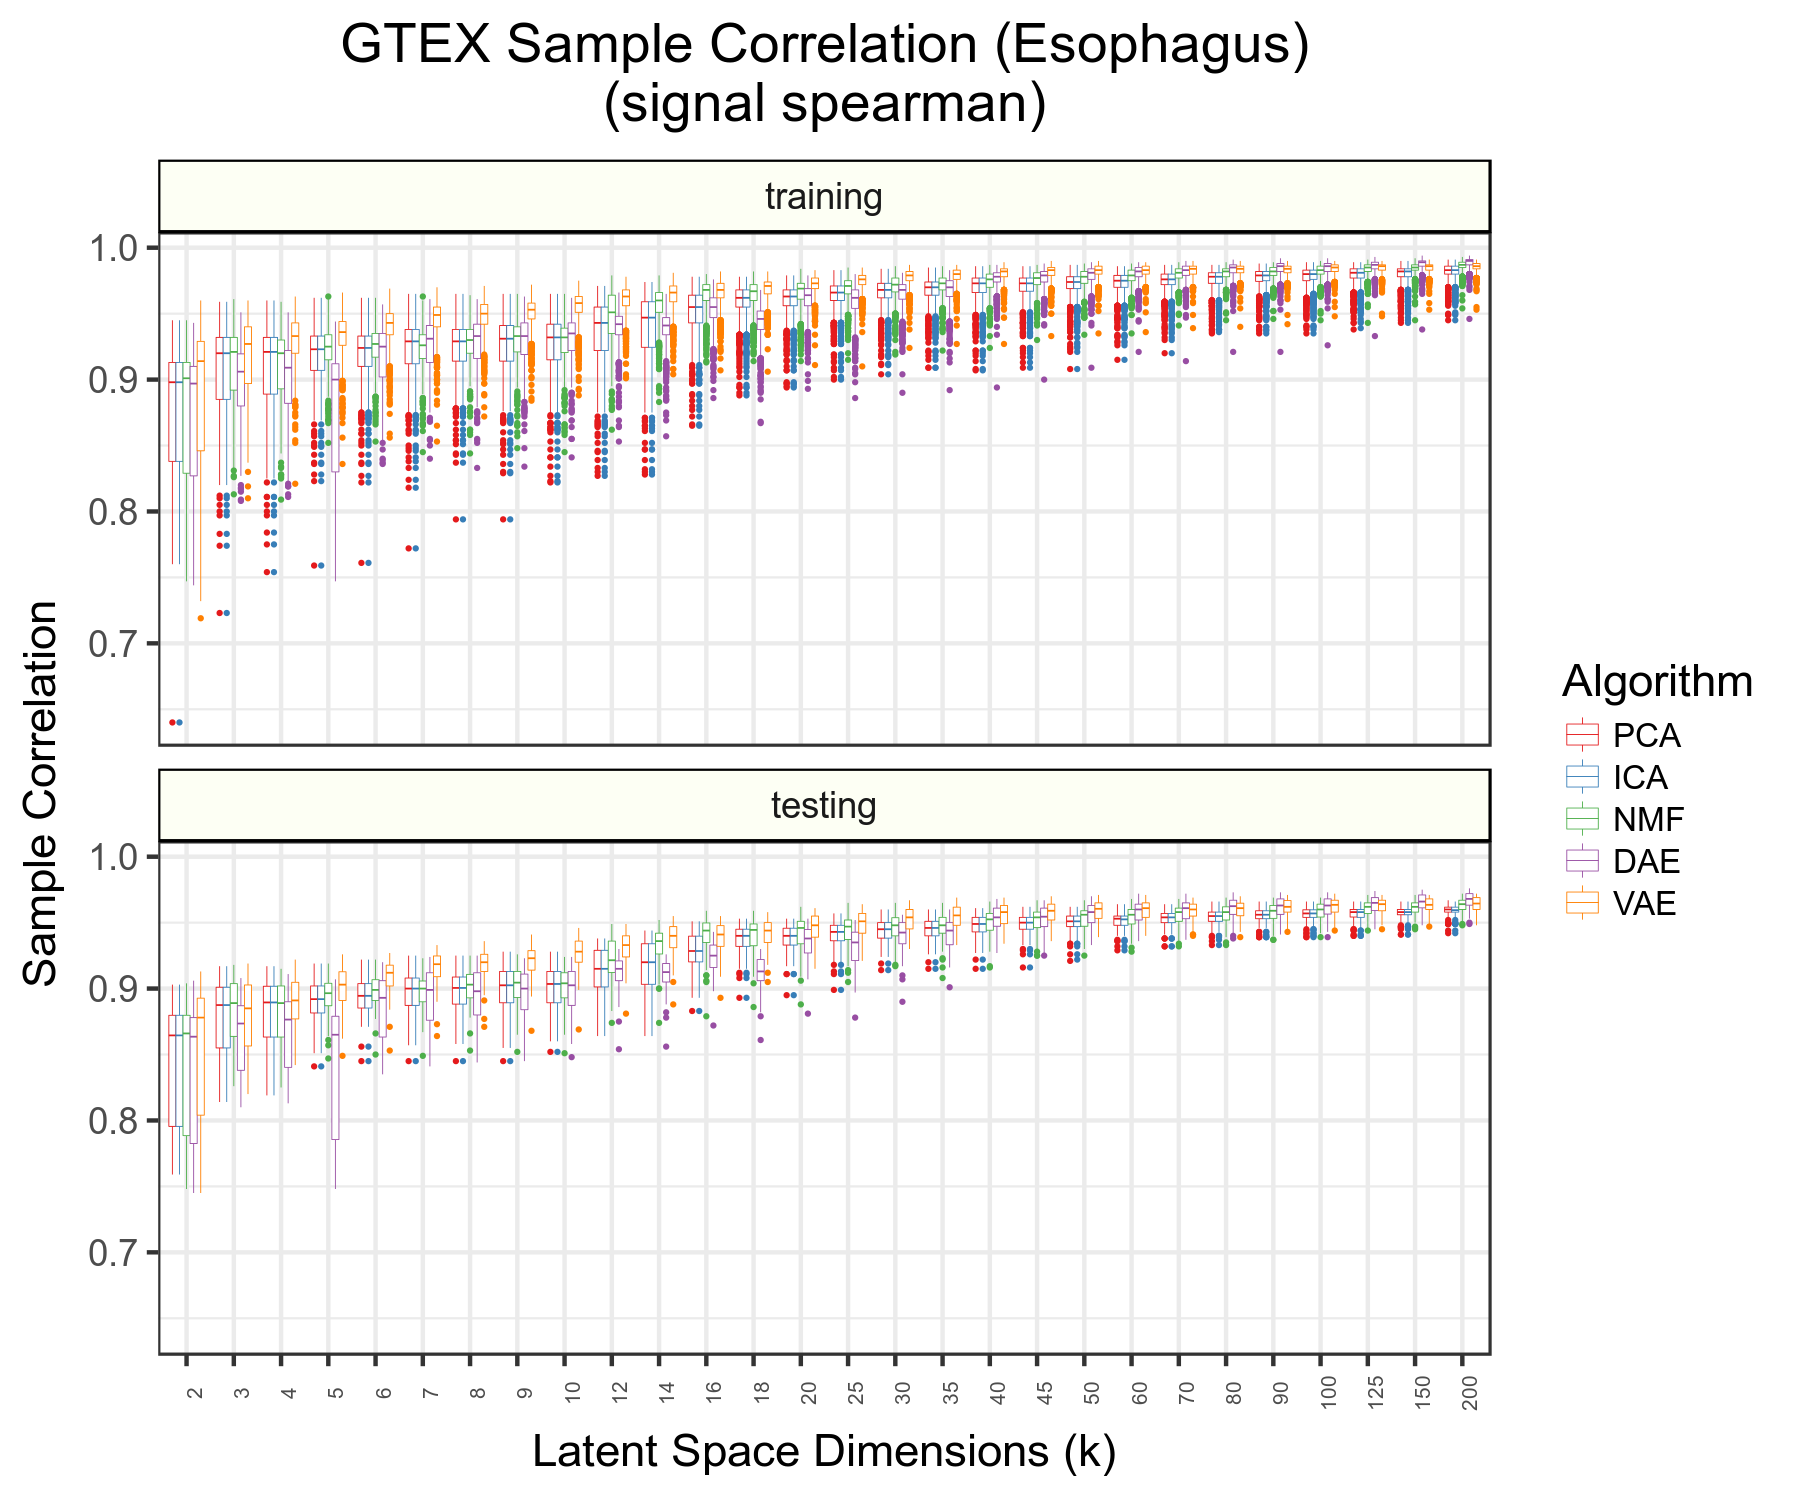 GTEX Sample Correlation (Esophagus)
(signal spearman)
training
1.0
0.9
0.8
0.7
testing
1.0
0.9
0.8
0.7
2 3 4 5 6 7 8 9 10 12 14 16 18 20 25 30 35 40 45 50 60 70 80 90 100 125 150 200
Latent Space Dimensions (k)
Sample Correlation
Algorithm
PCA
ICA
NMF
DAE
VAE